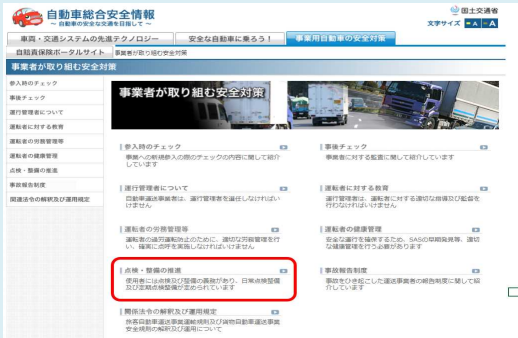 自動車総合安全情報
～ 自動車の安全な交通を目指して ～
国土交通省
文字サイズ - A +A
車両・交通システムの先進テクノロジー
安全な自動車に乗ろう！
事業用自動車の安全対策
自賠責保険ポータルサイト
事業者が取り組む安全対策
事業者が取り組む安全対策
参入時のチェック
事後チェック
運行管理者について
運転者に対する教育
運転者の労務管理等
運転者の健康管理
点検・整備の推進
事故報告制度
関連法令の解釈及び運用規定
事業者が取り組む安全対策
参入時のチェック
事業への新規参入の際のチェックの内容に関して紹介
しています
事後チェック
事業者に対する監査に関して紹介しています
運行管理者について
自動車運送事業者は、運行管理者を選任しなければい
けません
運転者に対する教育
運行管理者は、運転者に対する適切な指導及び監督を
行わなければいけません
運転者の労務管理等
運転者の過労運転防止のために、適切な労務管理を行
い、確実に点呼を実施しなければいけません
運転者の健康管理
安全な運行を確保するため、SASの早期発見等、適切
な健康管理を行う必要があります
点検・整備の推進
使用者には点検及び整備の義務があり、日常点検整備
及び定期点検整備が定められています
事故報告制度
事故をひき起こした運送事業者の報告制度に関して紹
介しています
関係法令の解釈及び運用規定
旅客自動車運送事業運輸規則及び貨物自動車運送事業
安全規則の解釈及び運用について